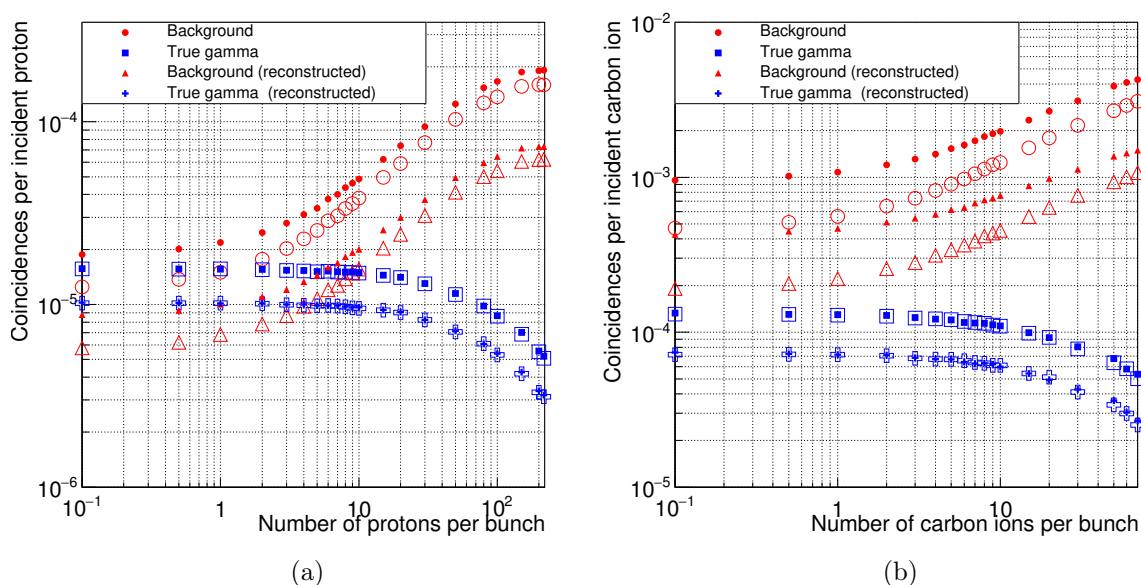 Coincidences per incident proton
Background
True gamma
Background (reconstructed)
True gamma (reconstructed)
10⁻⁴
10⁻⁵
10⁻⁶
10⁻¹ 1 10 10²
Number of protons per bunch
(a)
Coincidences per incident carbon ion
Background
True gamma
Background (reconstructed)
True gamma (reconstructed)
10⁻²
10⁻³
10⁻⁴
10⁻⁵
10⁻¹ 1 10
Number of carbon ions per bunch
(b)